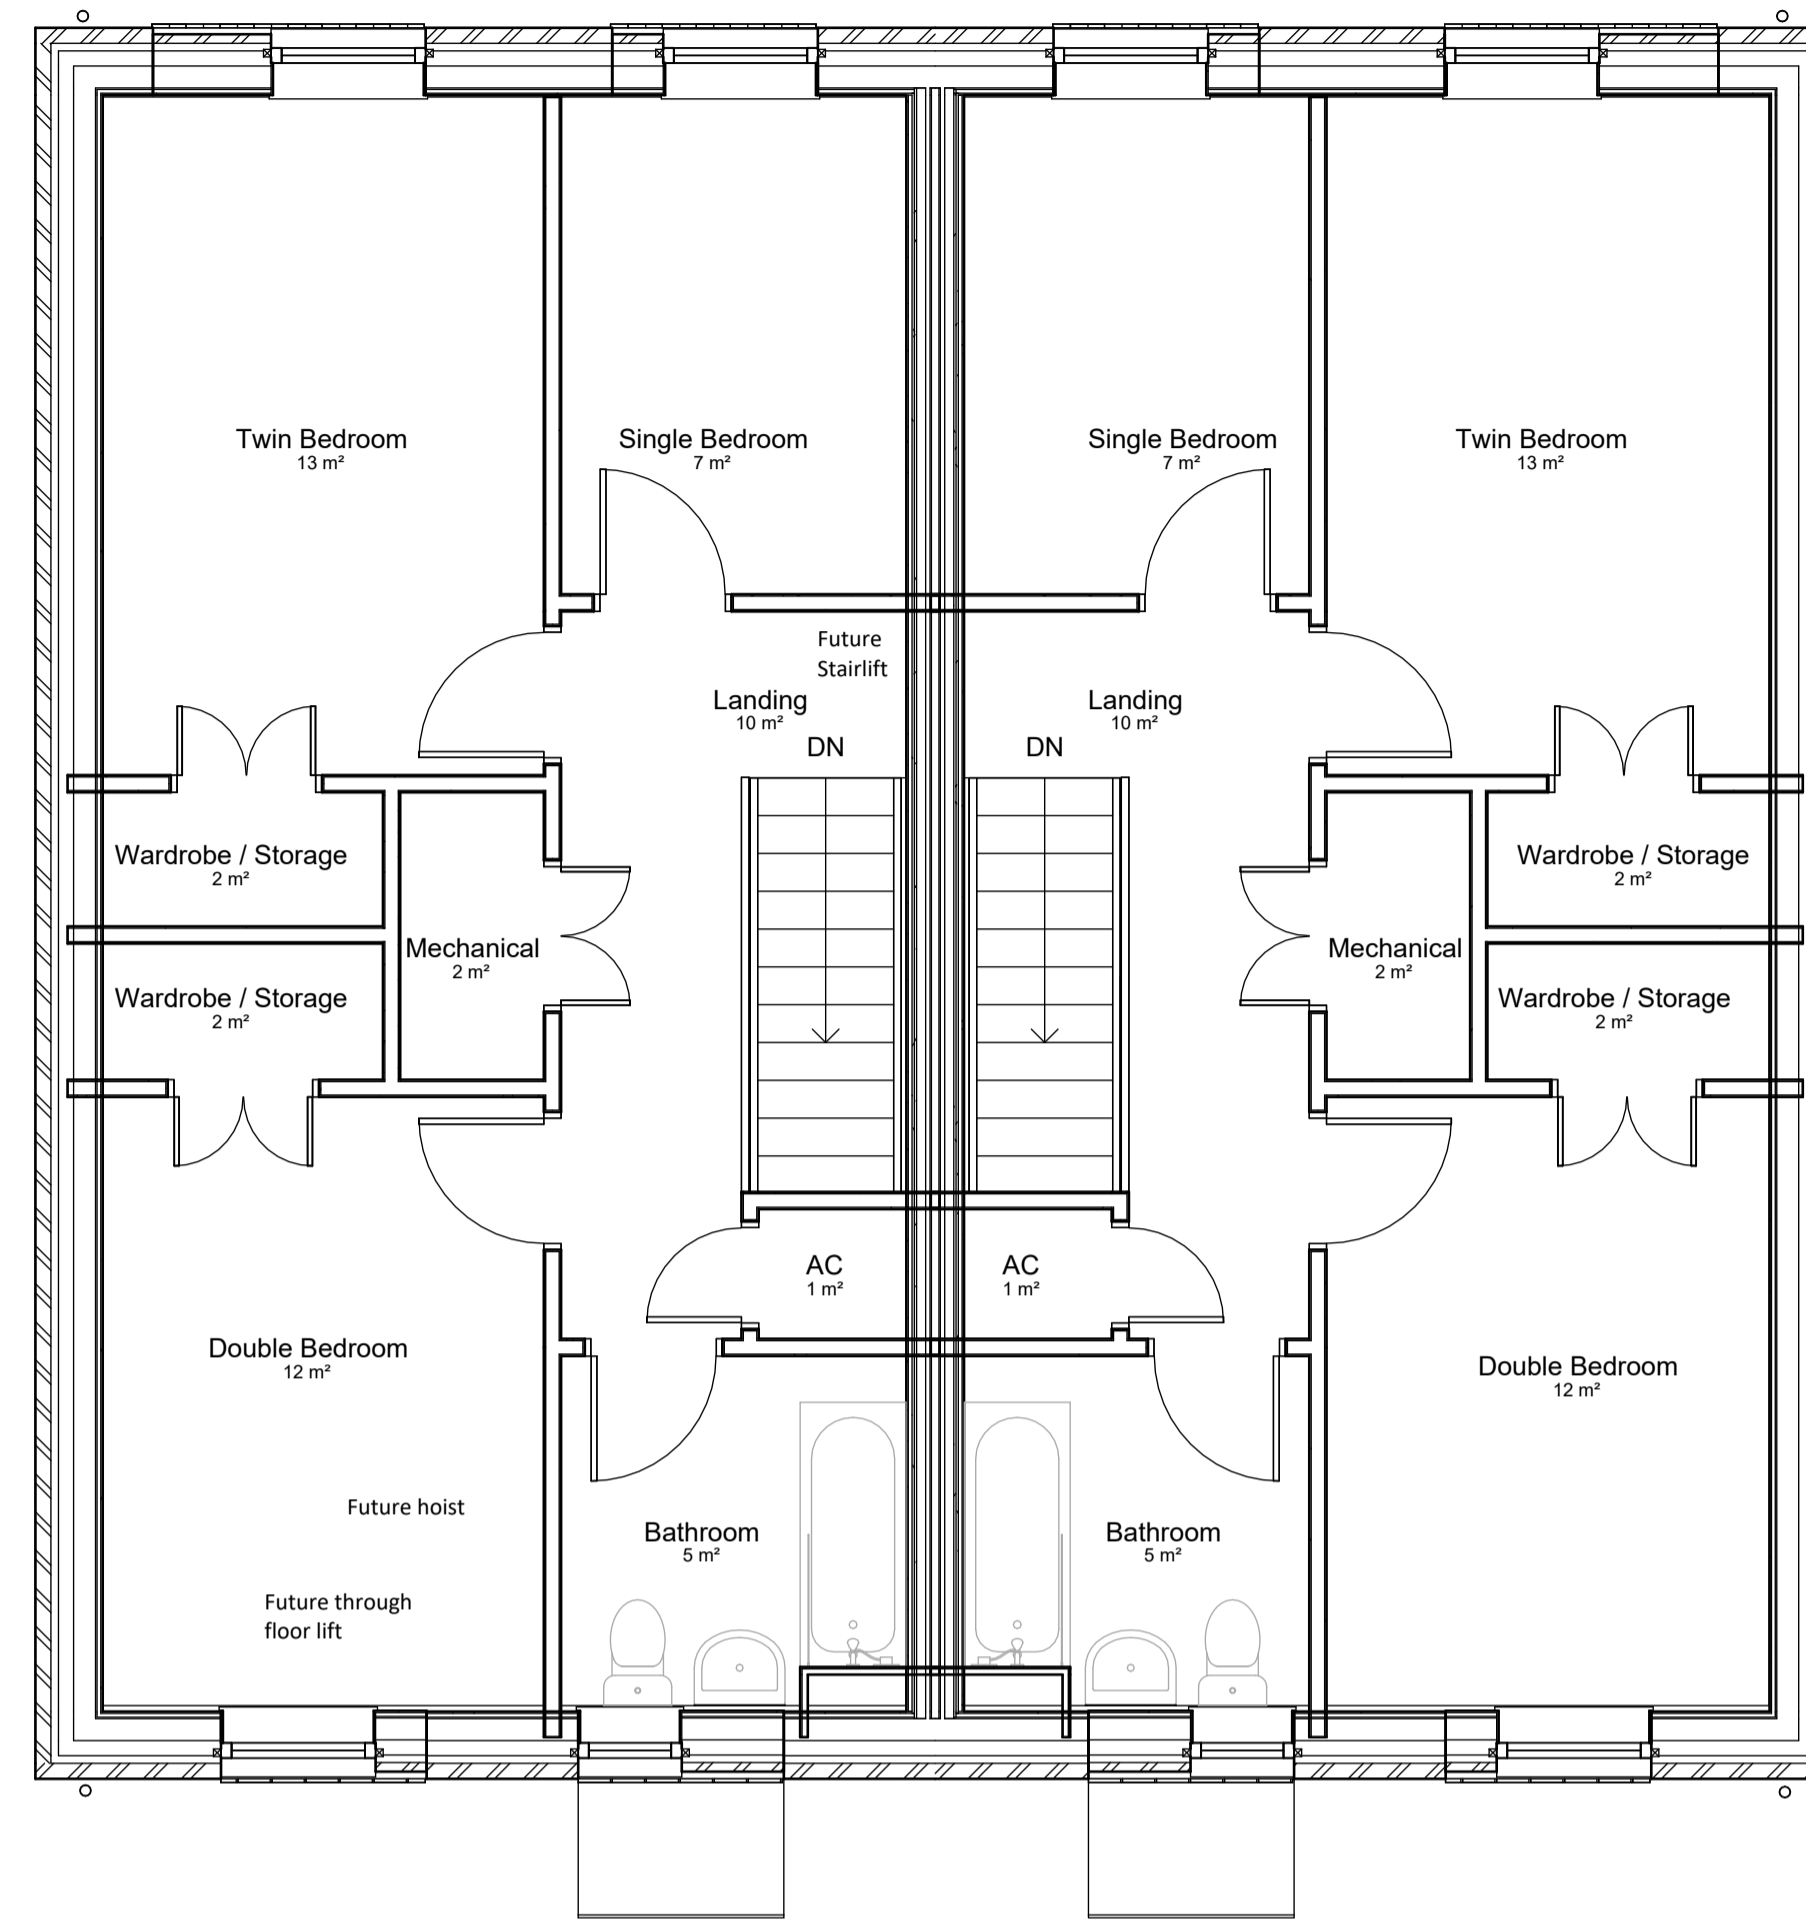 Twin Bedroom
13 m²
Single Bedroom
7 m²
Single Bedroom
7 m²
Twin Bedroom
13 m²
Future
Stairlift
Landing
10 m²
Landing
10 m²
DN
DN
Wardrobe / Storage
2 m²
Wardrobe / Storage
2 m²
Mechanical
2 m²
Mechanical
2 m²
Wardrobe / Storage
2 m²
Wardrobe / Storage
2 m²
AC
1 m²
AC
1 m²
Double Bedroom
12 m²
Double Bedroom
12 m²
Future hoist
Bathroom
5 m²
Bathroom
5 m²
Future through
floor lift